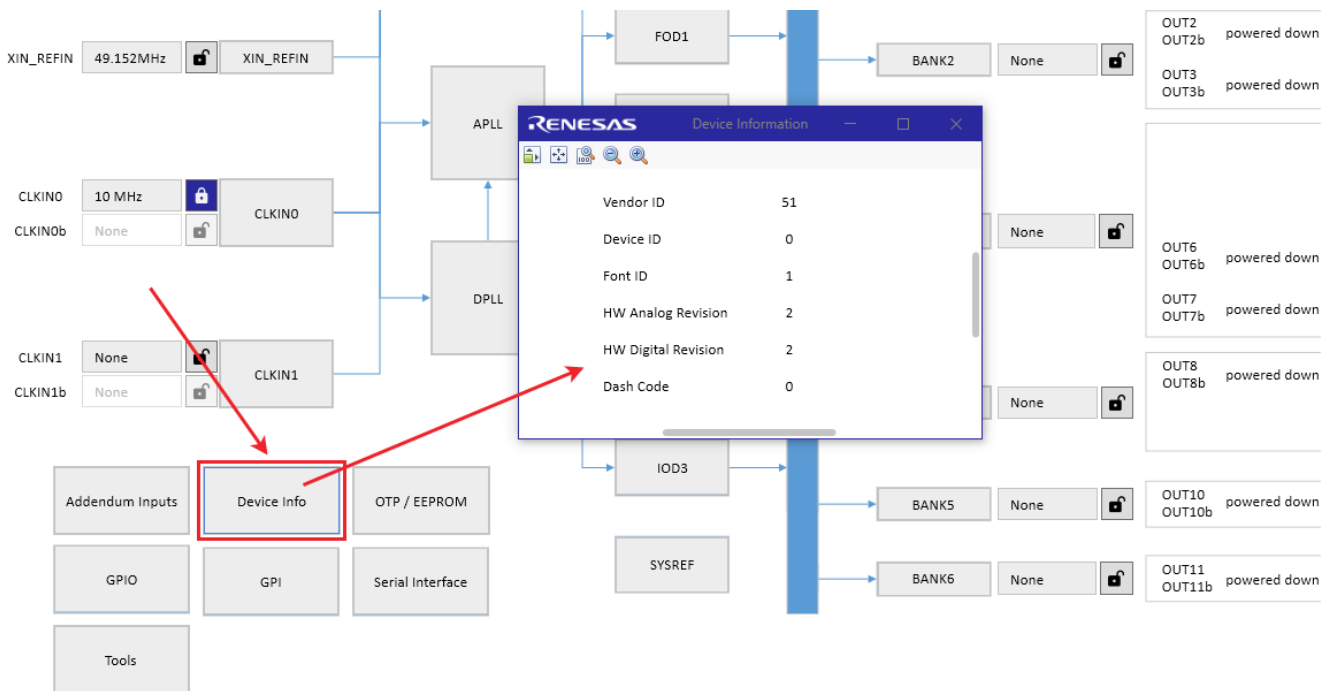 XIN_REFIN 49.152MHz XIN_REFIN
CLKIN0 10 MHz
CLKIN0b None
CLKIN0
CLKIN1 None
CLKIN1b None
CLKIN1
APLL
DPLL
FOD1
IOD3
SYSREF
RENESAS Device Information
100
Vendor ID 51
Device ID 0
Font ID 1
HW Analog Revision 2
HW Digital Revision 2
Dash Code 0
BANK2 None
None
None
BANK5 None
BANK6 None
OUT2
OUT2b
powered down
OUT3
OUT3b
powered down
OUT6
OUT6b
powered down
OUT7
OUT7b
powered down
OUT8
OUT8b
powered down
OUT10
OUT10b
powered down
OUT11
OUT11b
powered down
Addendum Inputs Device Info OTP / EEPROM
GPIO GPI Serial Interface
Tools